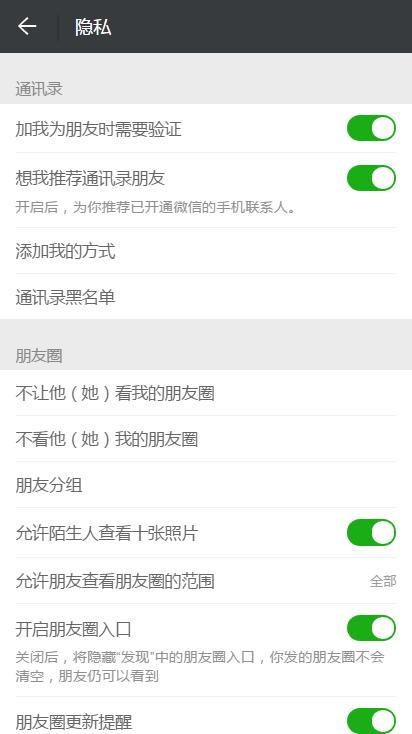 隐私
通讯录
加我为朋友时需要验证
想我推荐通讯录朋友
开启后，为你推荐已开通微信的手机联系人。
添加我的方式
通讯录黑名单
朋友圈
不让他（她）看我的朋友圈
不看他（她）我的朋友圈
朋友分组
允许陌生人查看十张照片
允许朋友查看朋友圈的范围 全部
开启朋友圈入口
关闭后，将隐藏“发现”中的朋友圈入口，你发的朋友圈不会
清空，朋友仍可以看到
朋友圈更新提醒